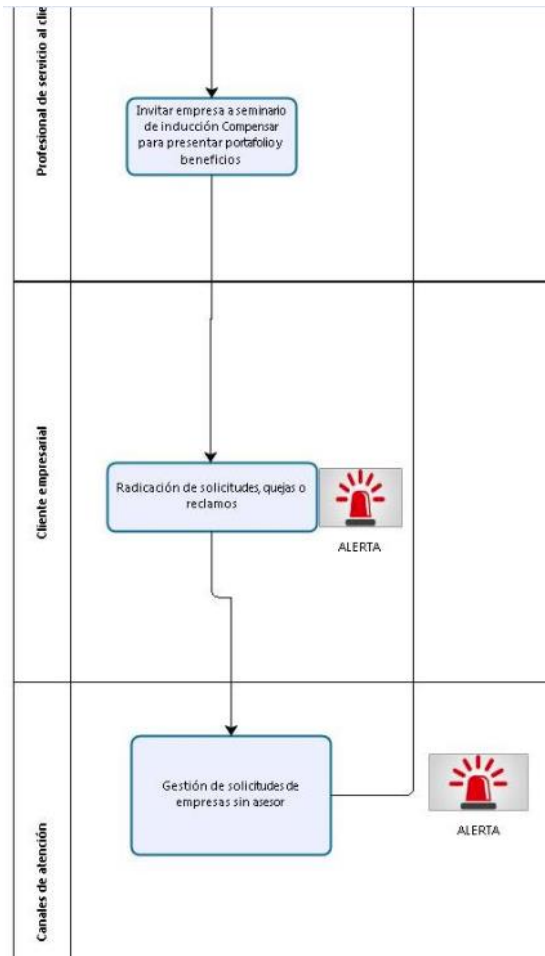 Profesional de servicio al clie
Invitar empresa a seminario
de inducción Compensar
para presentar portafolio y
beneficios
Cliente empresarial
Radicación de solicitudes, quejas o
reclamos
ALERTA
Canales de atención
Gestión de solicitudes de
empresas sin asesor
ALERTA